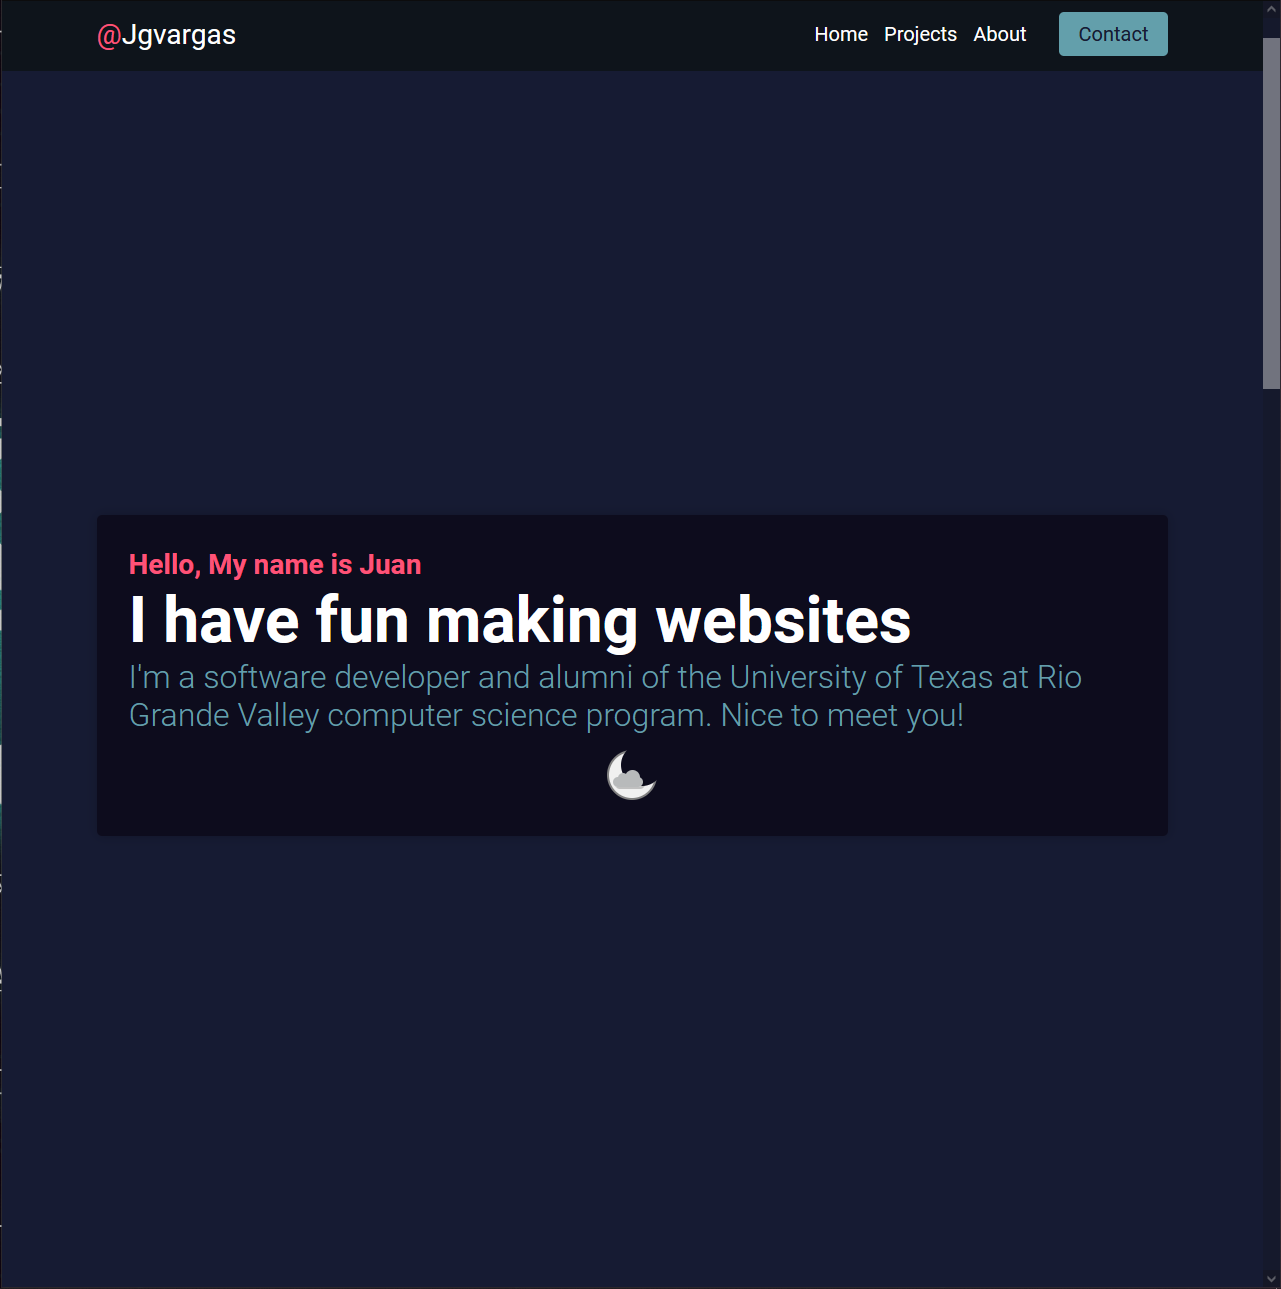 @Jgvargas
Home Projects About Contact
Hello, My name is Juan
I have fun making websites
I'm a software developer and alumni of the University of Texas at Rio
Grande Valley computer science program. Nice to meet you!